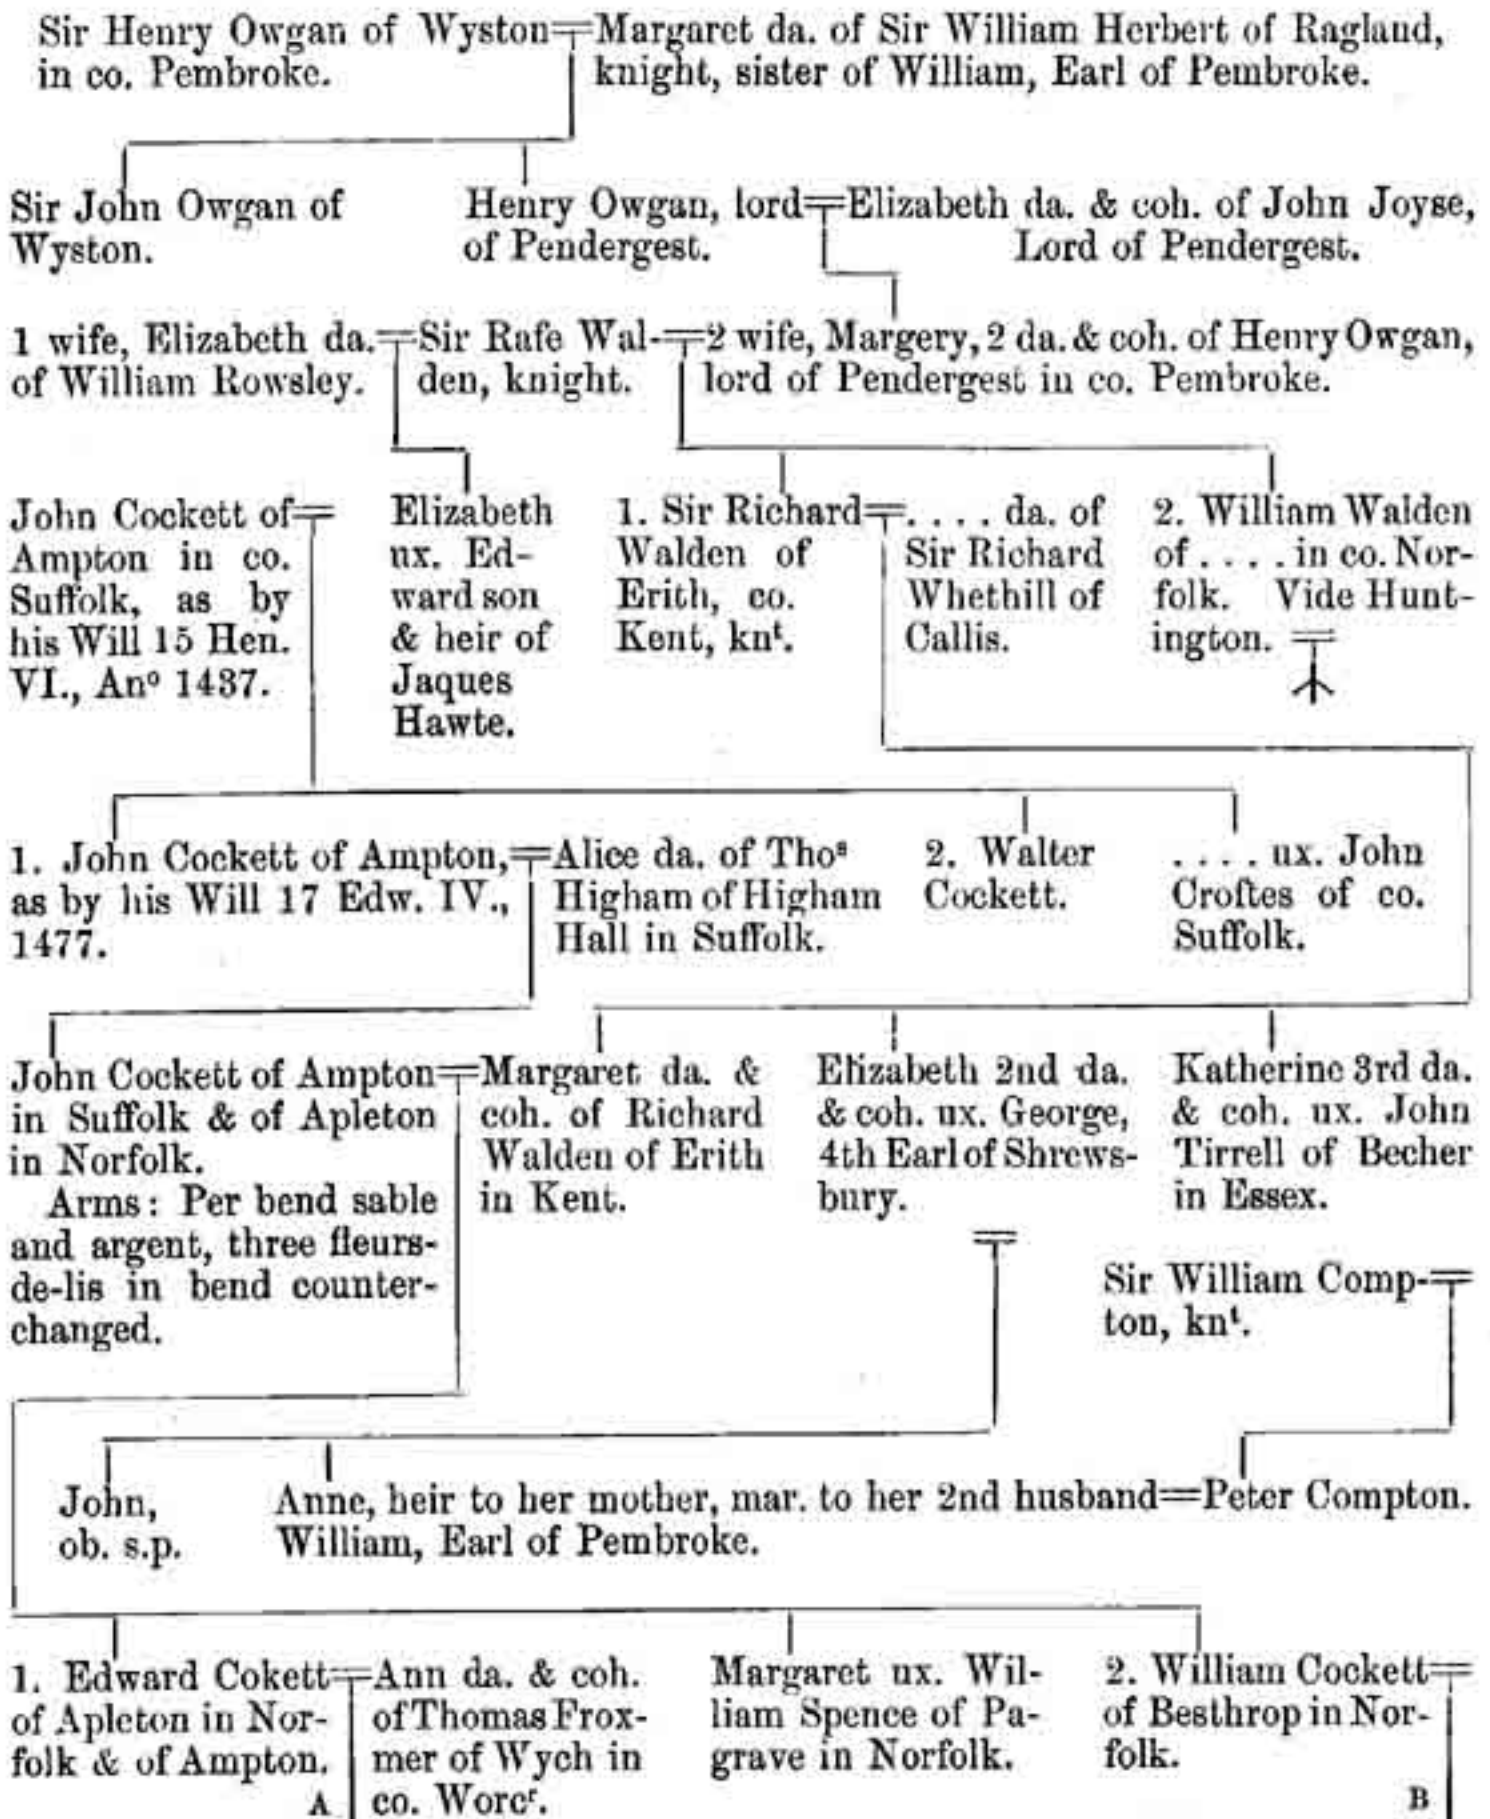 Sir Henry Owgan of Wyston=Margaret da. of Sir William Herbert of Ragland,
in co. Pembroke.
knight, sister of William, Earl of Pembroke.
Sir John Owgan of
Wyston.
Henry Owgan, lord=Elizabeth da. & coh. of John Joyse,
of Pendergest.
Lord of Pendergest.
1 wife, Elizabeth da.=Sir Rafe Wal-=2 wife, Margery, 2 da. & coh. of Henry Owgan,
of William Rowsley.
den, knight.
lord of Pendergest in co. Pembroke.
John Cockett of=
Ampton in co.
Suffolk, as by
his Will 15 Hen.
VI., Anº 1437.
Elizabeth
ux. Ed-
ward son
& heir of
Jaques
Hawte.
1. Sir Richard=
Walden of
Erith, co.
Kent, knᵗ.
. . . . da. of
Sir Richard
Whethill of
Callis.
2. William Walden
of . . . . in co. Nor-
folk. Vide Hunt-
ington.
1. John Cockett of Ampton,=
as by his Will 17 Edw. IV.,
1477.
Alice da. of Thoˢ
Higham of Higham
Hall in Suffolk.
2. Walter
Cockett.
. . . . ux. John
Croftes of co.
Suffolk.
John Cockett of Ampton=
in Suffolk & of Apleton
in Norfolk.
Arms: Per bend sable
and argent, three fleurs-
de-lis in bend counter-
changed.
Margaret da. &
coh. of Richard
Walden of Erith
in Kent.
Elizabeth 2nd da.
& coh. ux. George,
4th Earl of Shrews-
bury.
Katherine 3rd da.
& coh. ux. John
Tirrell of Becher
in Essex.
Sir William Comp-=
ton, knᵗ.
John,
ob. s.p.
Anne, heir to her mother, mar. to her 2nd husband=Peter Compton.
William, Earl of Pembroke.
1. Edward Cokett=
of Apleton in Nor-
folk & of Ampton.
A
Ann da. & coh.
of Thomas Frox-
mer of Wych in
co. Worcʳ.
Margaret ux. Wil-
liam Spence of Pa-
grave in Norfolk.
2. William Cockett=
of Besthrop in Nor-
folk.
B